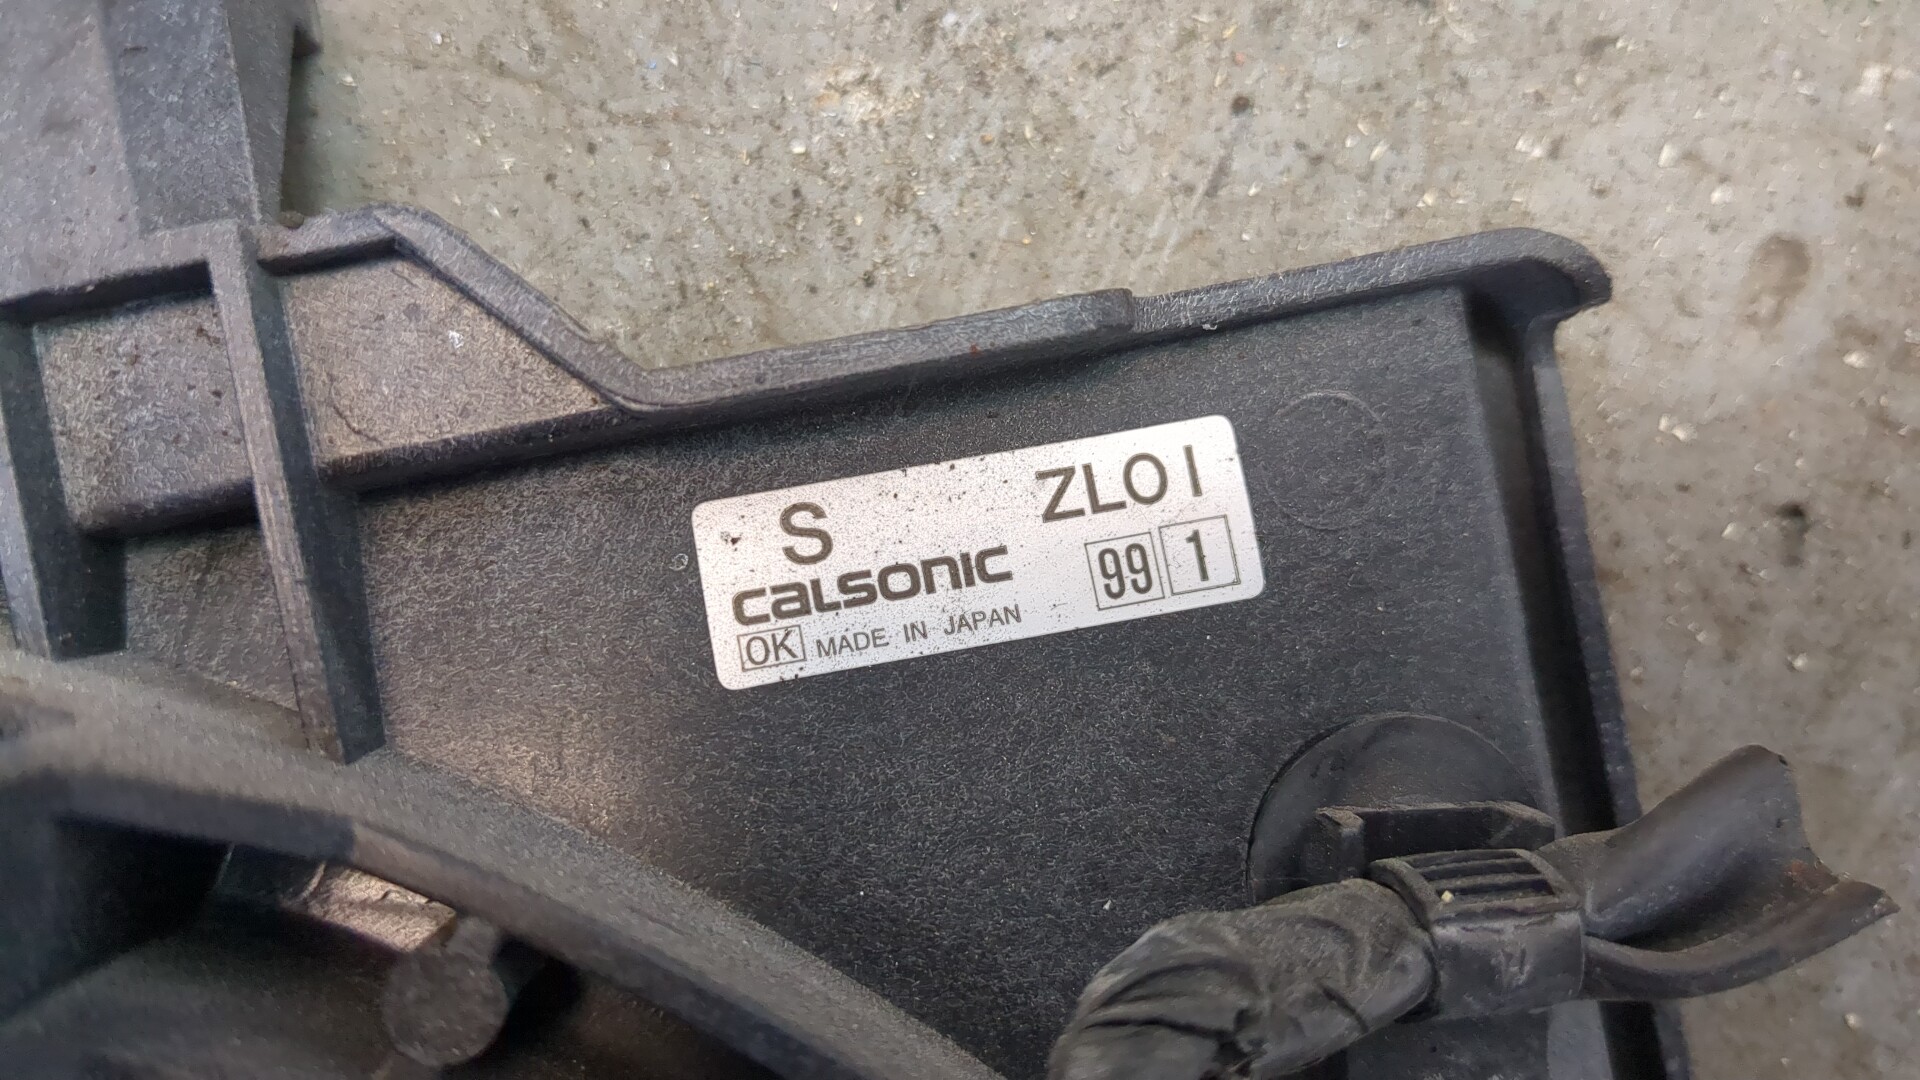 S ZL01
CALSONIC 99 1
OK MADE IN JAPAN